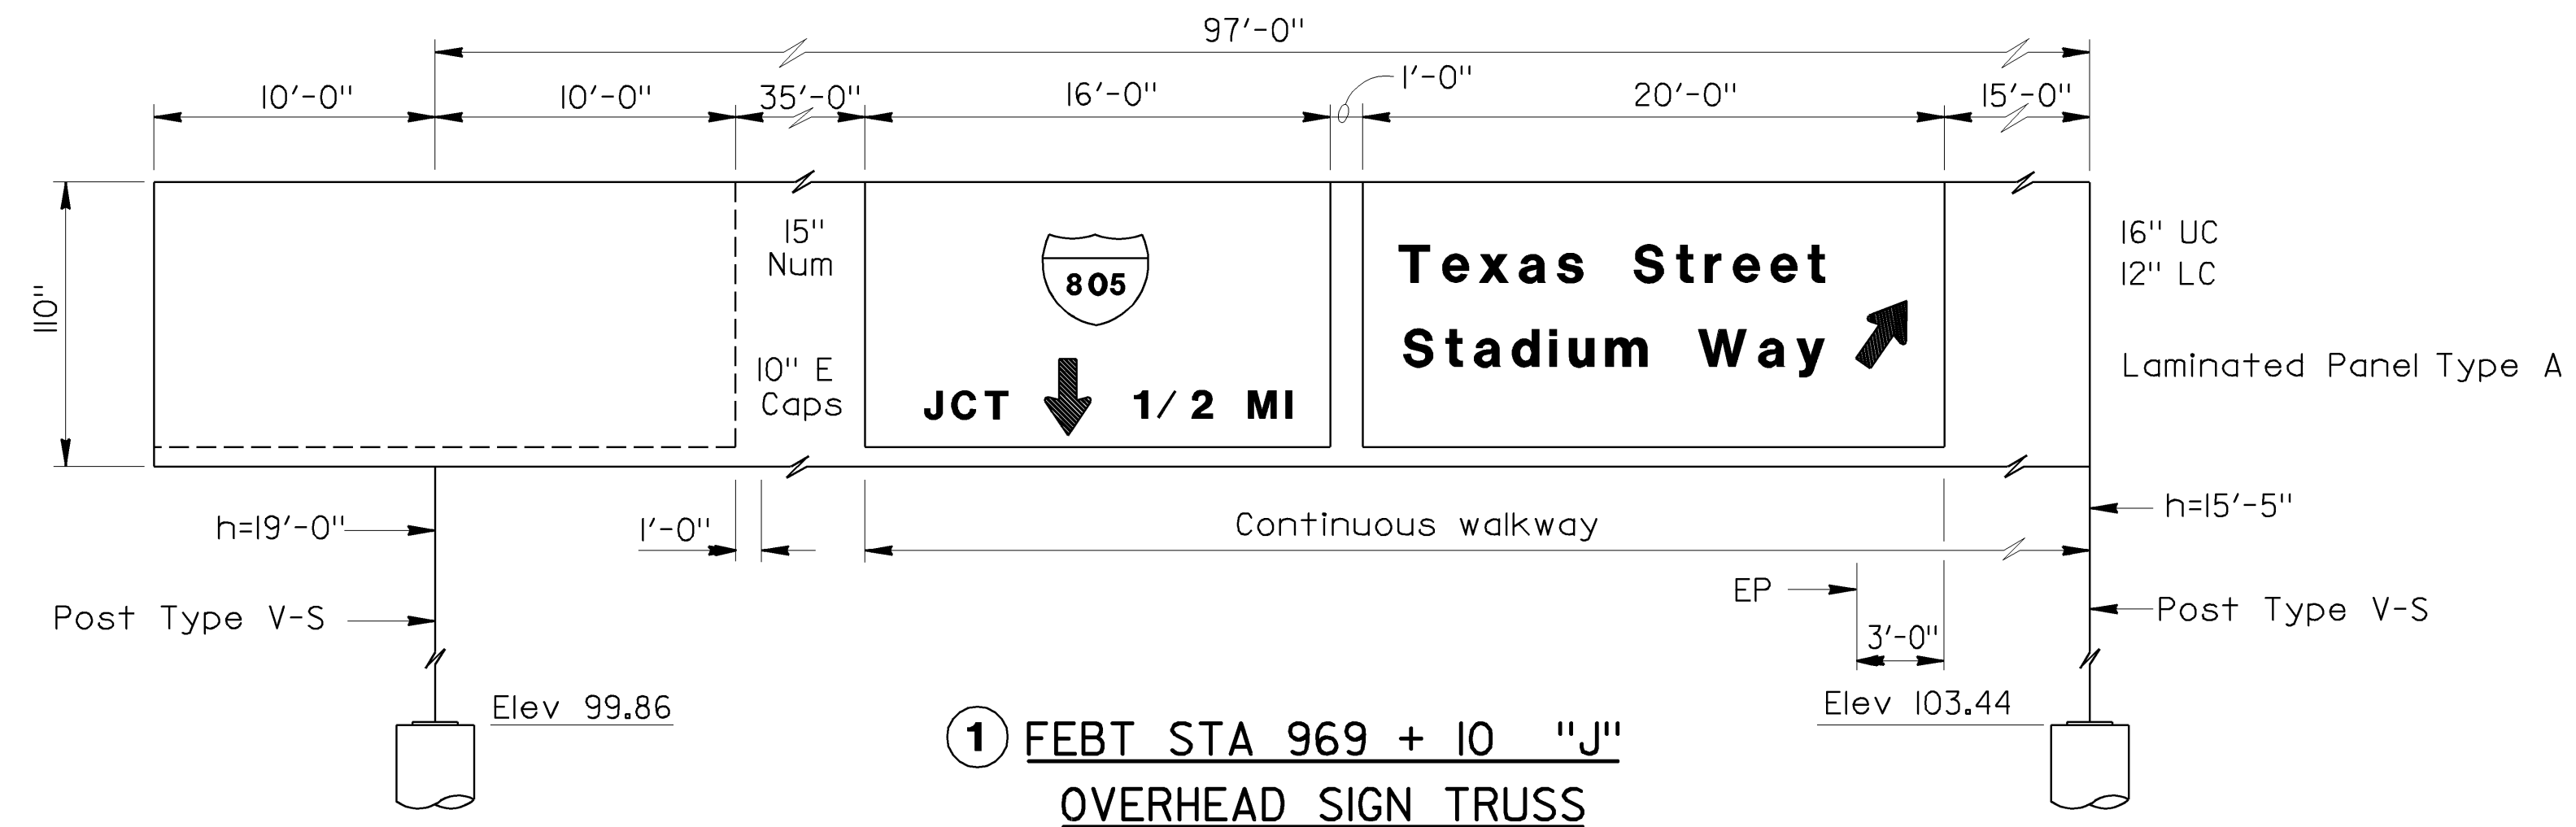 97'-0"
10'-0"
10'-0"
35'-0"
16'-0"
1'-0"
20'-0"
15'-0"
110"
15"
Num
10" E
Caps
805
JCT 1/2 MI
Texas Street
Stadium Way
16" UC
12" LC
Laminated Panel Type A
h=19'-0"
1'-0"
Continuous walkway
h=15'-5"
EP
3'-0"
Post Type V-S
Post Type V-S
Elev 99.86
Elev 103.44
1 FEBT STA 969 + 10 "J"
OVERHEAD SIGN TRUSS